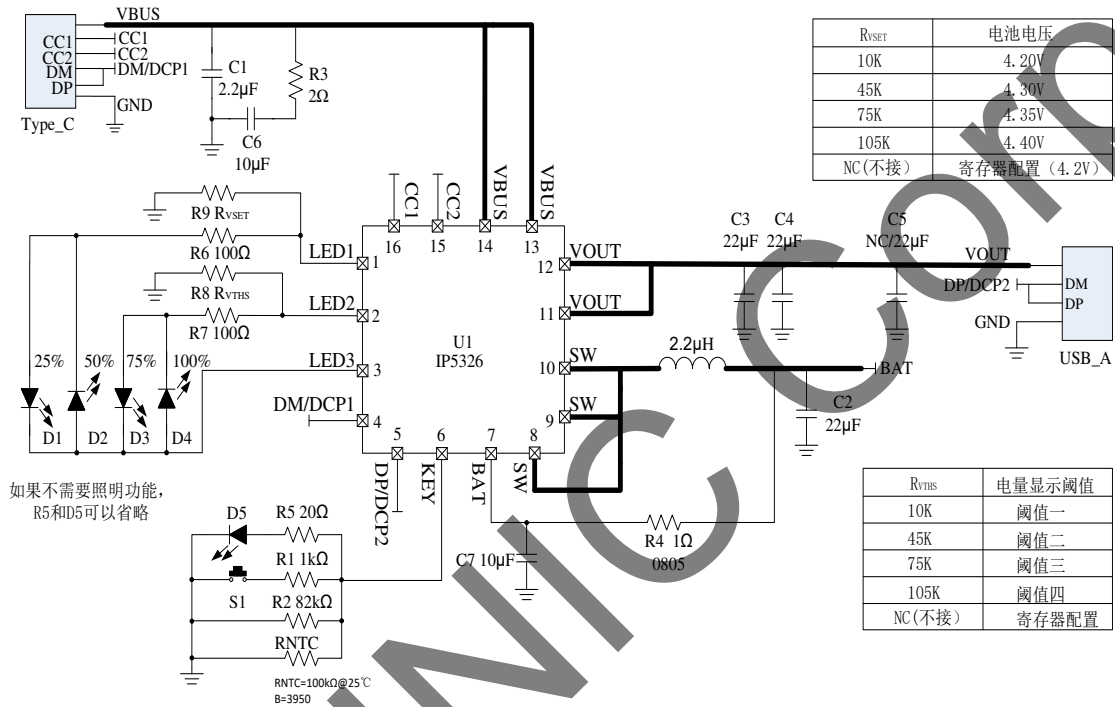 VBUS
CC1
CC1
CC2
CC2
DM
DM/DCP1
DP
GND
Type_C
C1
2.2μF
R3
2Ω
C6
10μF
RVSET 电池电压
10K 4.20V
45K 4.30V
75K 4.35V
105K 4.40V
NC(不接) 寄存器配置（4.2V）
R9 RVSET
R6 100Ω
R8 RVTHS
R7 100Ω
LED1
LED2
LED3
DM/DCP1
CC1
CC2
VBUS
VBUS
16
15
14
13
1
2
3
4
5
6
7
8
9
10
11
12
U1
IP5326
VOUT
VOUT
SW
SW
DP/DCP2
KEY
BAT
SW
C3
22μF
C4
22μF
C5
NC/22μF
VOUT
DP/DCP2
DM
DP
GND
USB_A
2.2μH
BAT
C2
22μF
25%
50%
75%
100%
D1
D2
D3
D4
如果不需要照明功能，
R5和D5可以省略
D5
R5 20Ω
R1 1kΩ
S1
R2 82kΩ
RNTC
RNTC=100kΩ@25℃
B=3950
C7 10μF
R4 1Ω
0805
RVTHS 电量显示阈值
10K 阈值一
45K 阈值二
75K 阈值三
105K 阈值四
NC(不接) 寄存器配置
INIC Corp